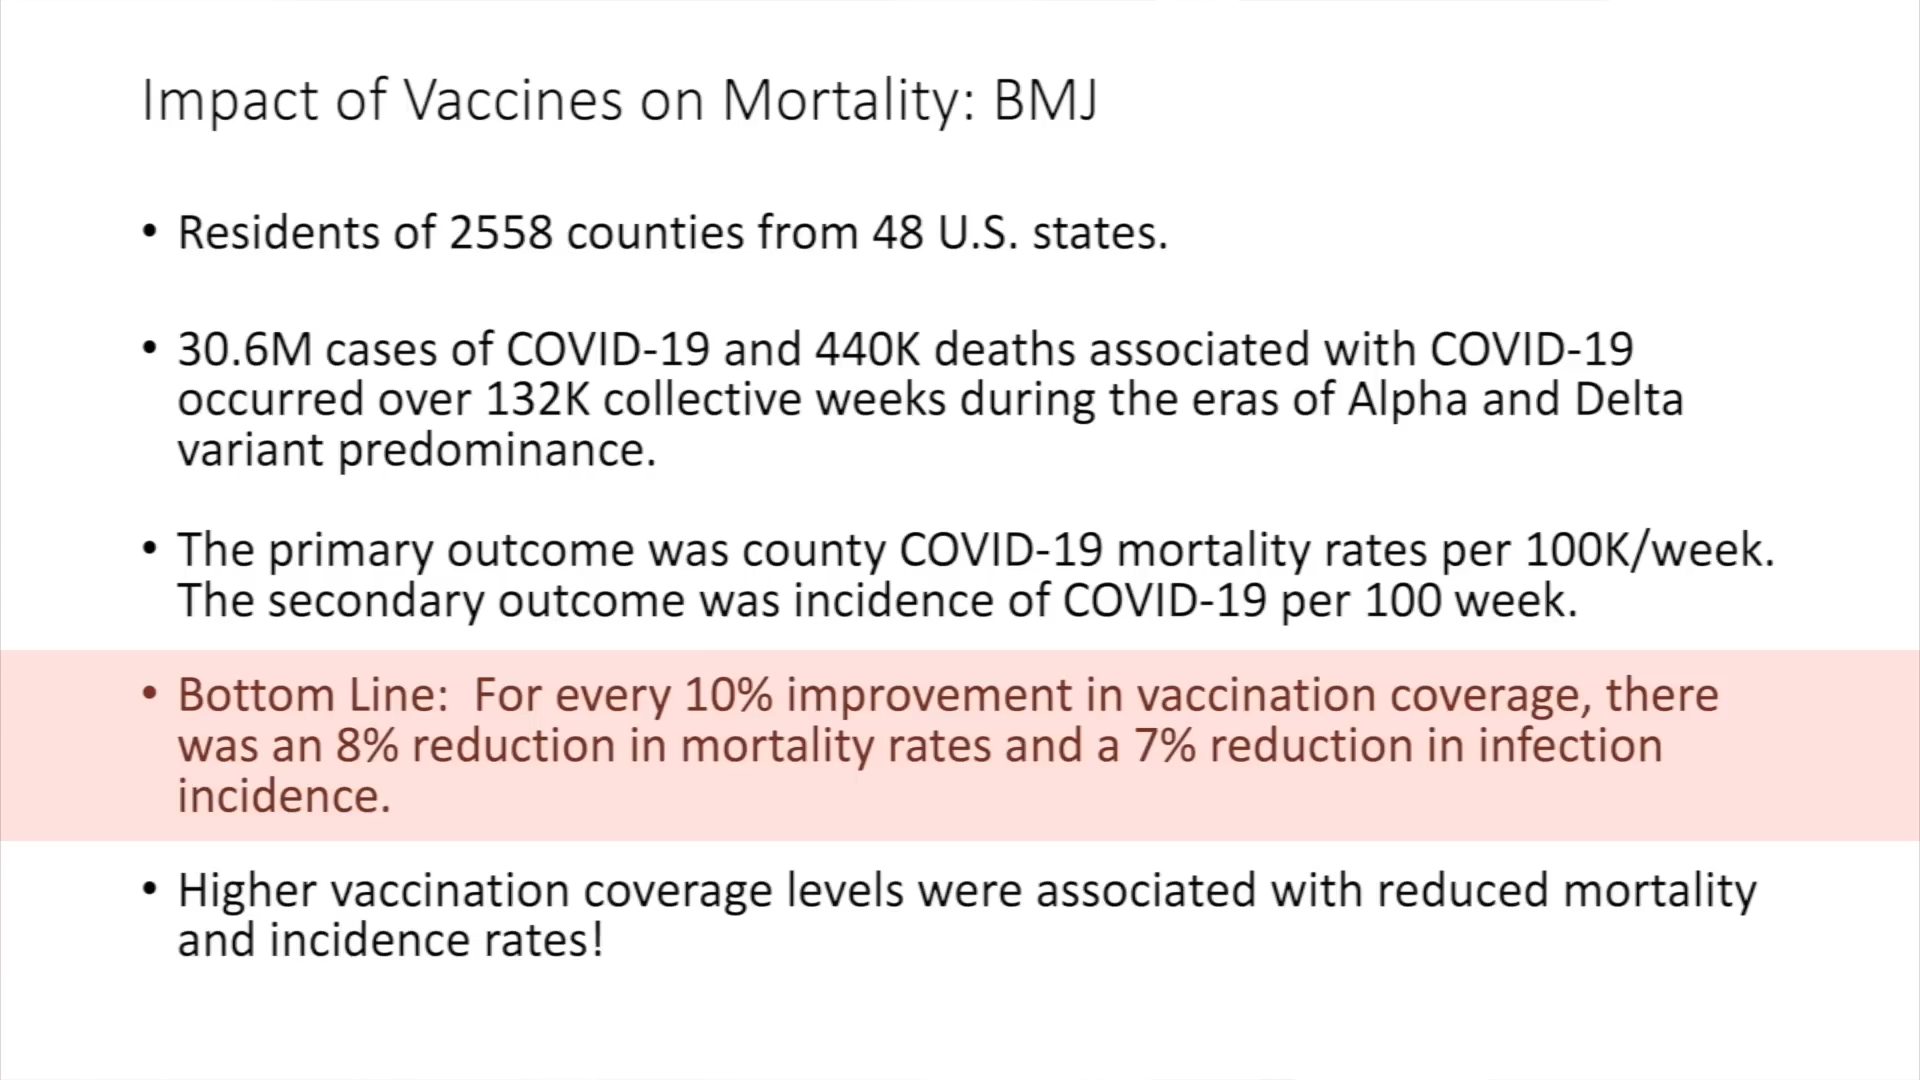 Impact of Vaccines on Mortality: BMJ
• Residents of 2558 counties from 48 U.S. states.
• 30.6M cases of COVID-19 and 440K deaths associated with COVID-19
occurred over 132K collective weeks during the eras of Alpha and Delta
variant predominance.
• The primary outcome was county COVID-19 mortality rates per 100K/week.
The secondary outcome was incidence of COVID-19 per 100 week.
• Bottom Line:  For every 10% improvement in vaccination coverage, there
was an 8% reduction in mortality rates and a 7% reduction in infection
incidence.
• Higher vaccination coverage levels were associated with reduced mortality
and incidence rates!